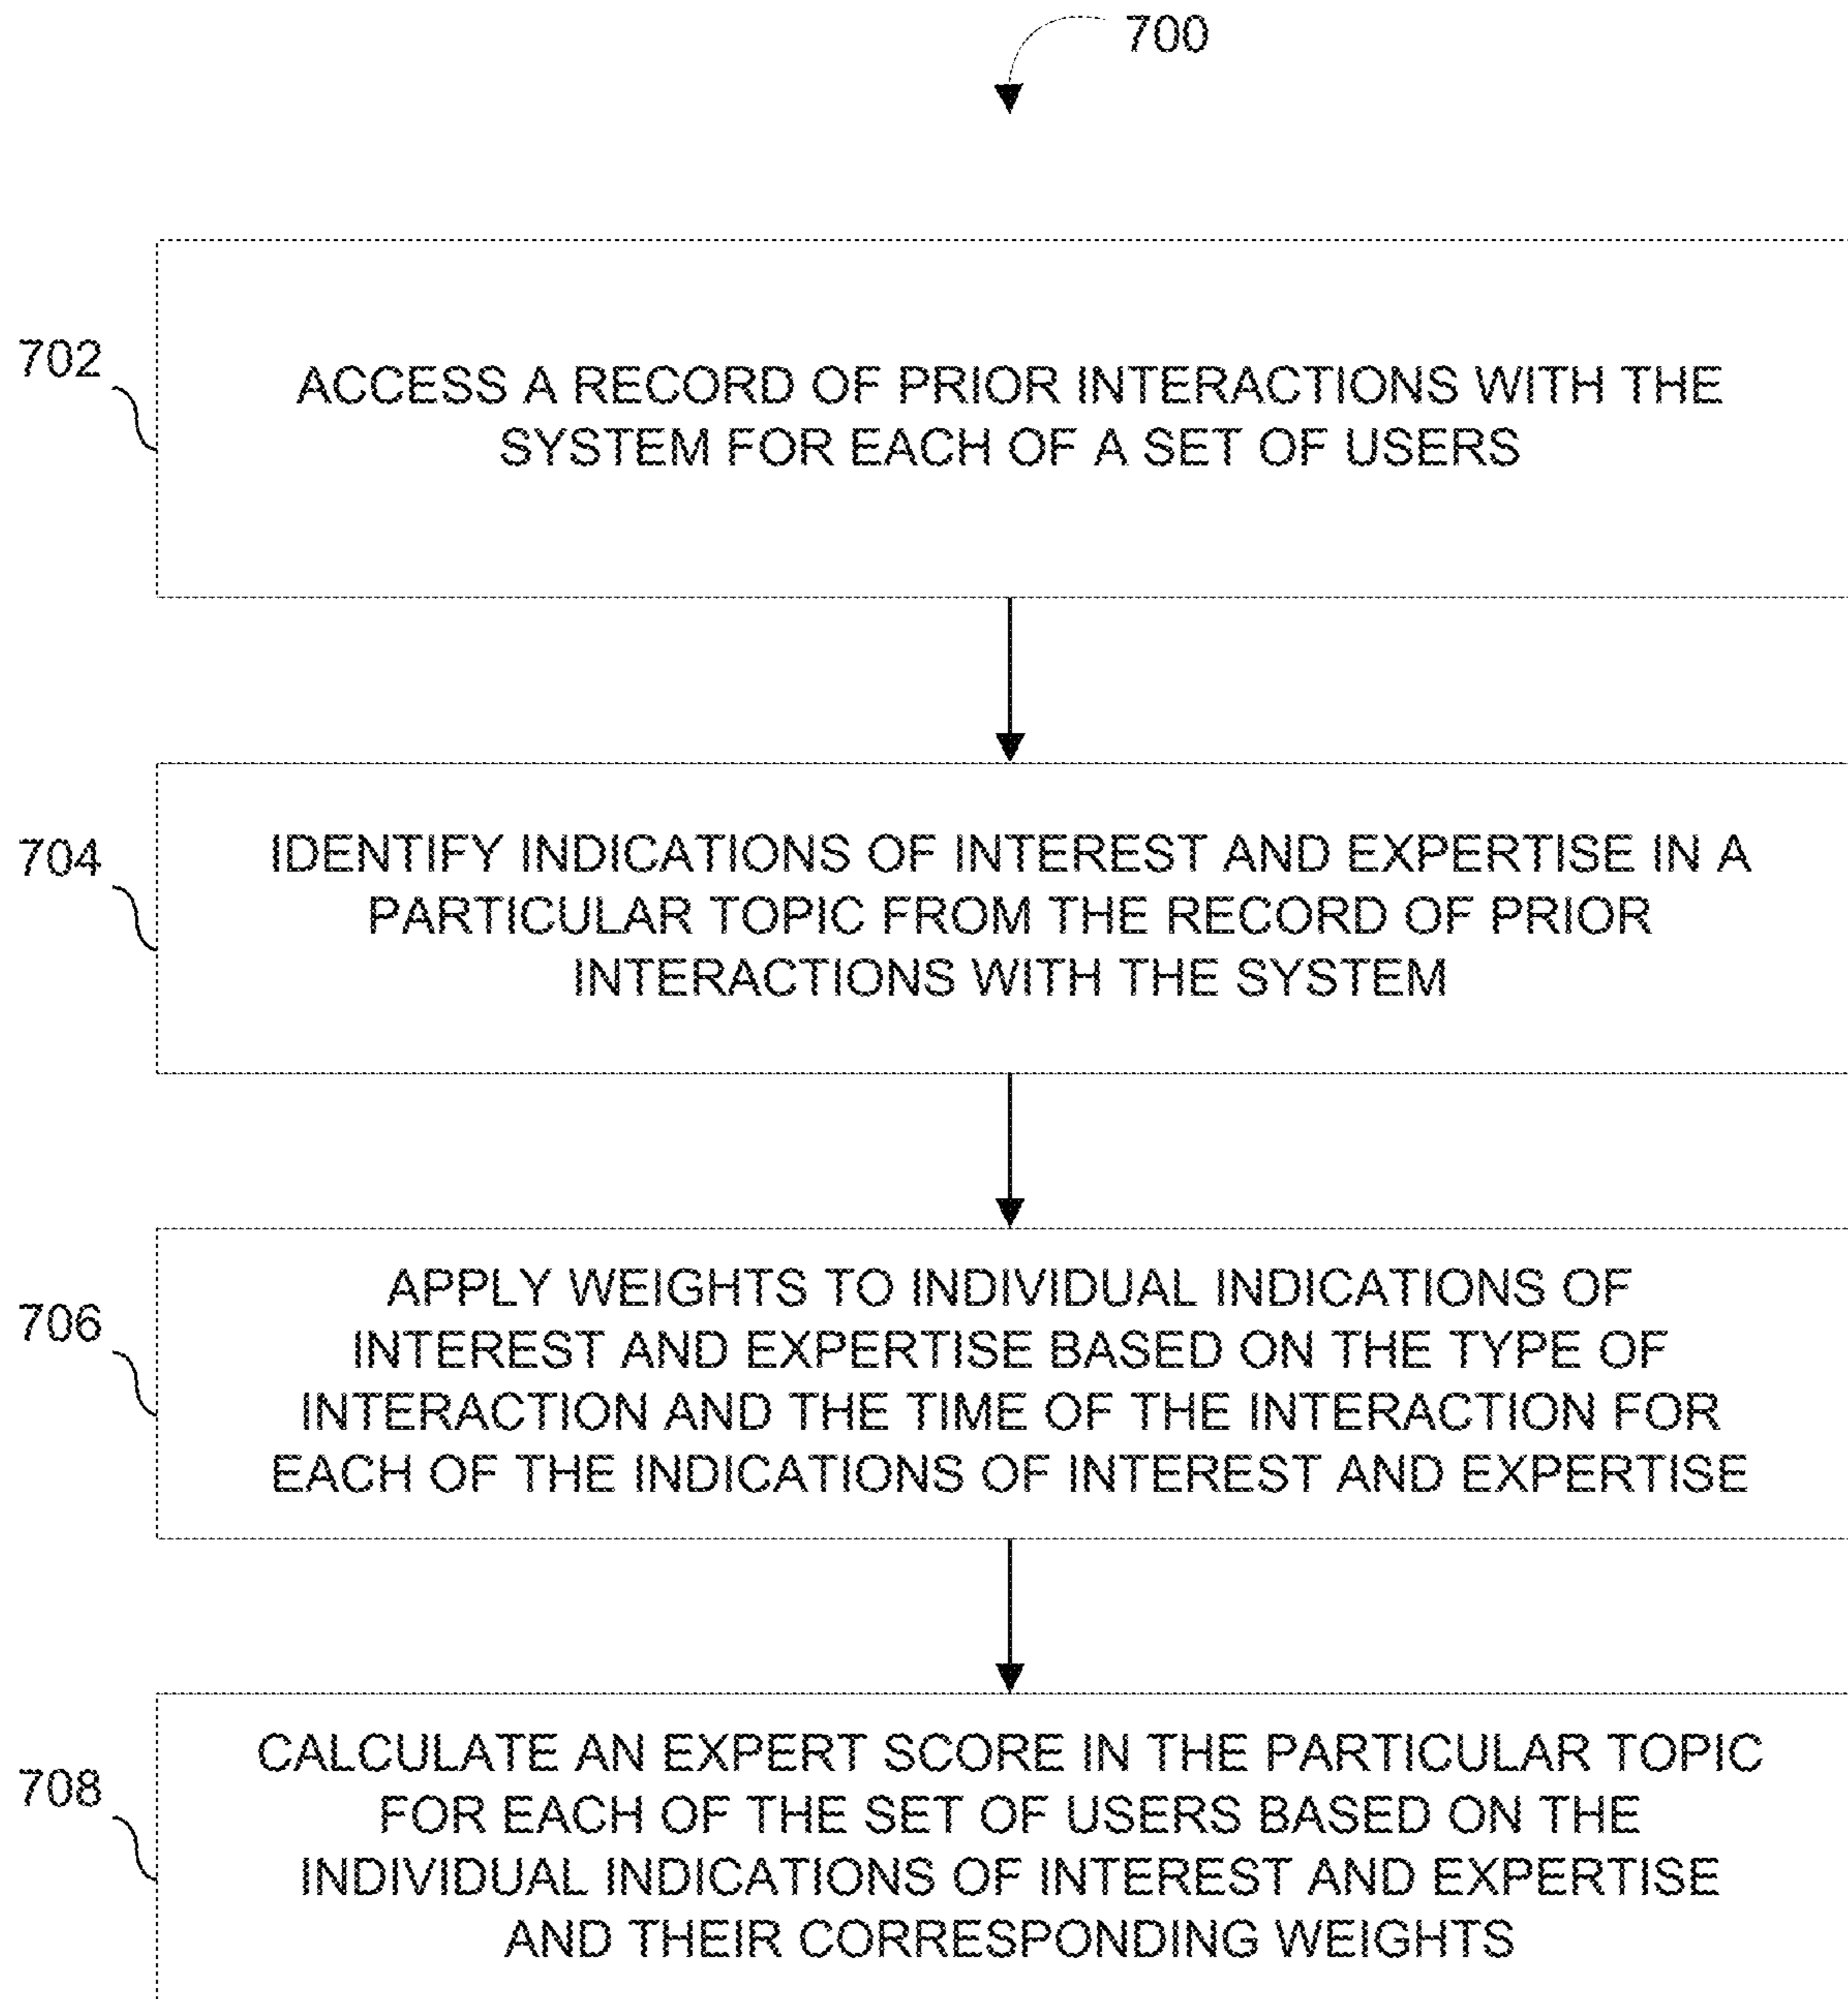 700
702
ACCESS A RECORD OF PRIOR INTERACTIONS WITH THE
SYSTEM FOR EACH OF A SET OF USERS
704
IDENTIFY INDICATIONS OF INTEREST AND EXPERTISE IN A
PARTICULAR TOPIC FROM THE RECORD OF PRIOR
INTERACTIONS WITH THE SYSTEM
706
APPLY WEIGHTS TO INDIVIDUAL INDICATIONS OF
INTEREST AND EXPERTISE BASED ON THE TYPE OF
INTERACTION AND THE TIME OF THE INTERACTION FOR
EACH OF THE INDICATIONS OF INTEREST AND EXPERTISE
708
CALCULATE AN EXPERT SCORE IN THE PARTICULAR TOPIC
FOR EACH OF THE SET OF USERS BASED ON THE
INDIVIDUAL INDICATIONS OF INTEREST AND EXPERTISE
AND THEIR CORRESPONDING WEIGHTS